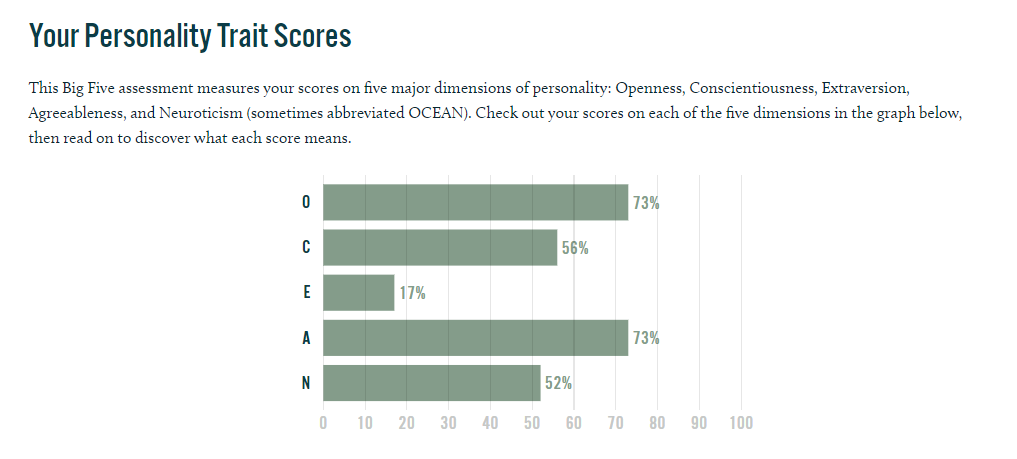 Your Personality Trait Scores
This Big Five assessment measures your scores on five major dimensions of personality: Openness, Conscientiousness, Extraversion,
Agreeableness, and Neuroticism (sometimes abbreviated OCEAN). Check out your scores on each of the five dimensions in the graph below,
then read on to discover what each score means.
O 73%
C 56%
E 17%
A 73%
N 52%
0 10 20 30 40 50 60 70 80 90 100